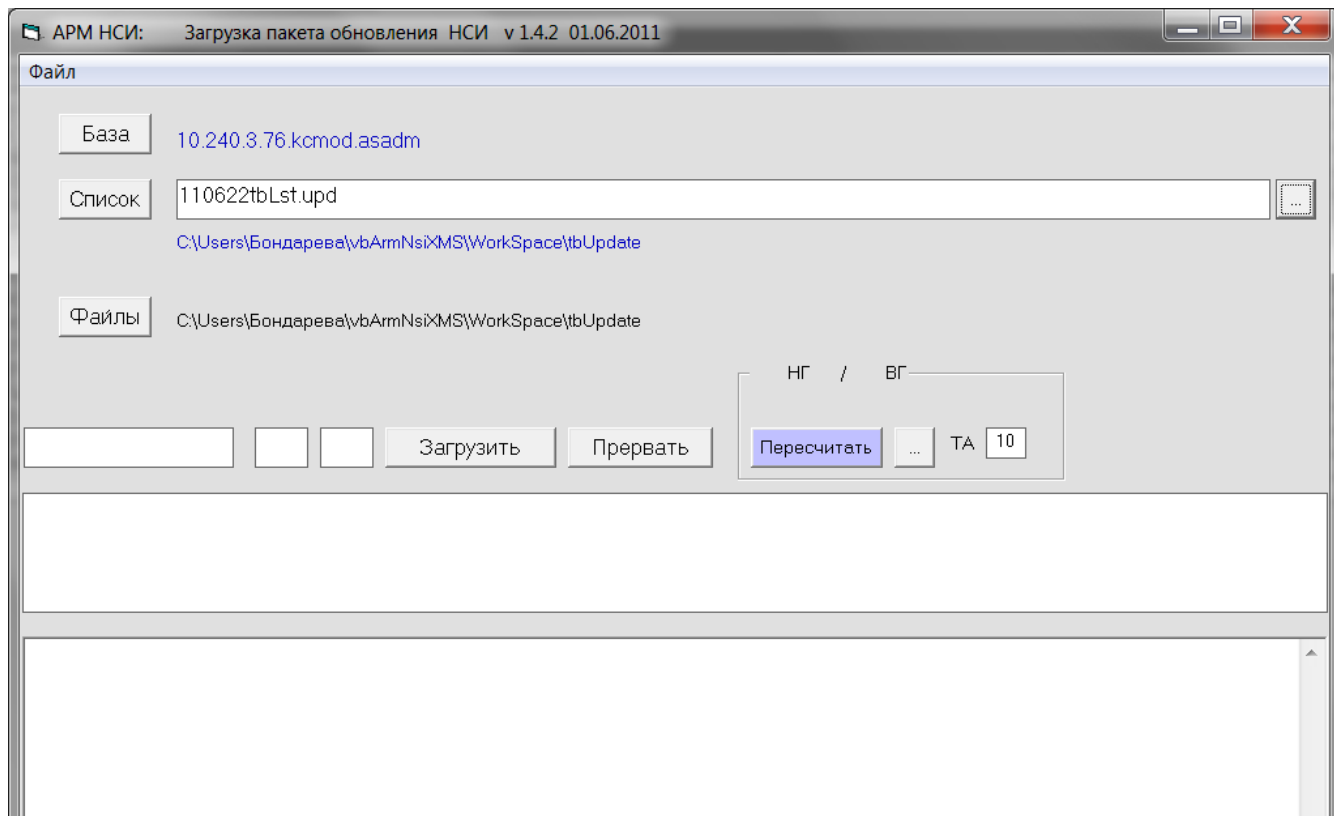 АРМ НСИ: Загрузка пакета обновления НСИ v 1.4.2 01.06.2011
Файл
База 10.240.3.76.kcmod.asadm
Список 110622tbLst.upd ...
C:\Users\Бондарева\vbArmNsiXMS\WorkSpace\tbUpdate
Файлы C:\Users\Бондарева\vbArmNsiXMS\WorkSpace\tbUpdate
НГ / ВГ
Загрузить Прервать Пересчитать ... ТА 10